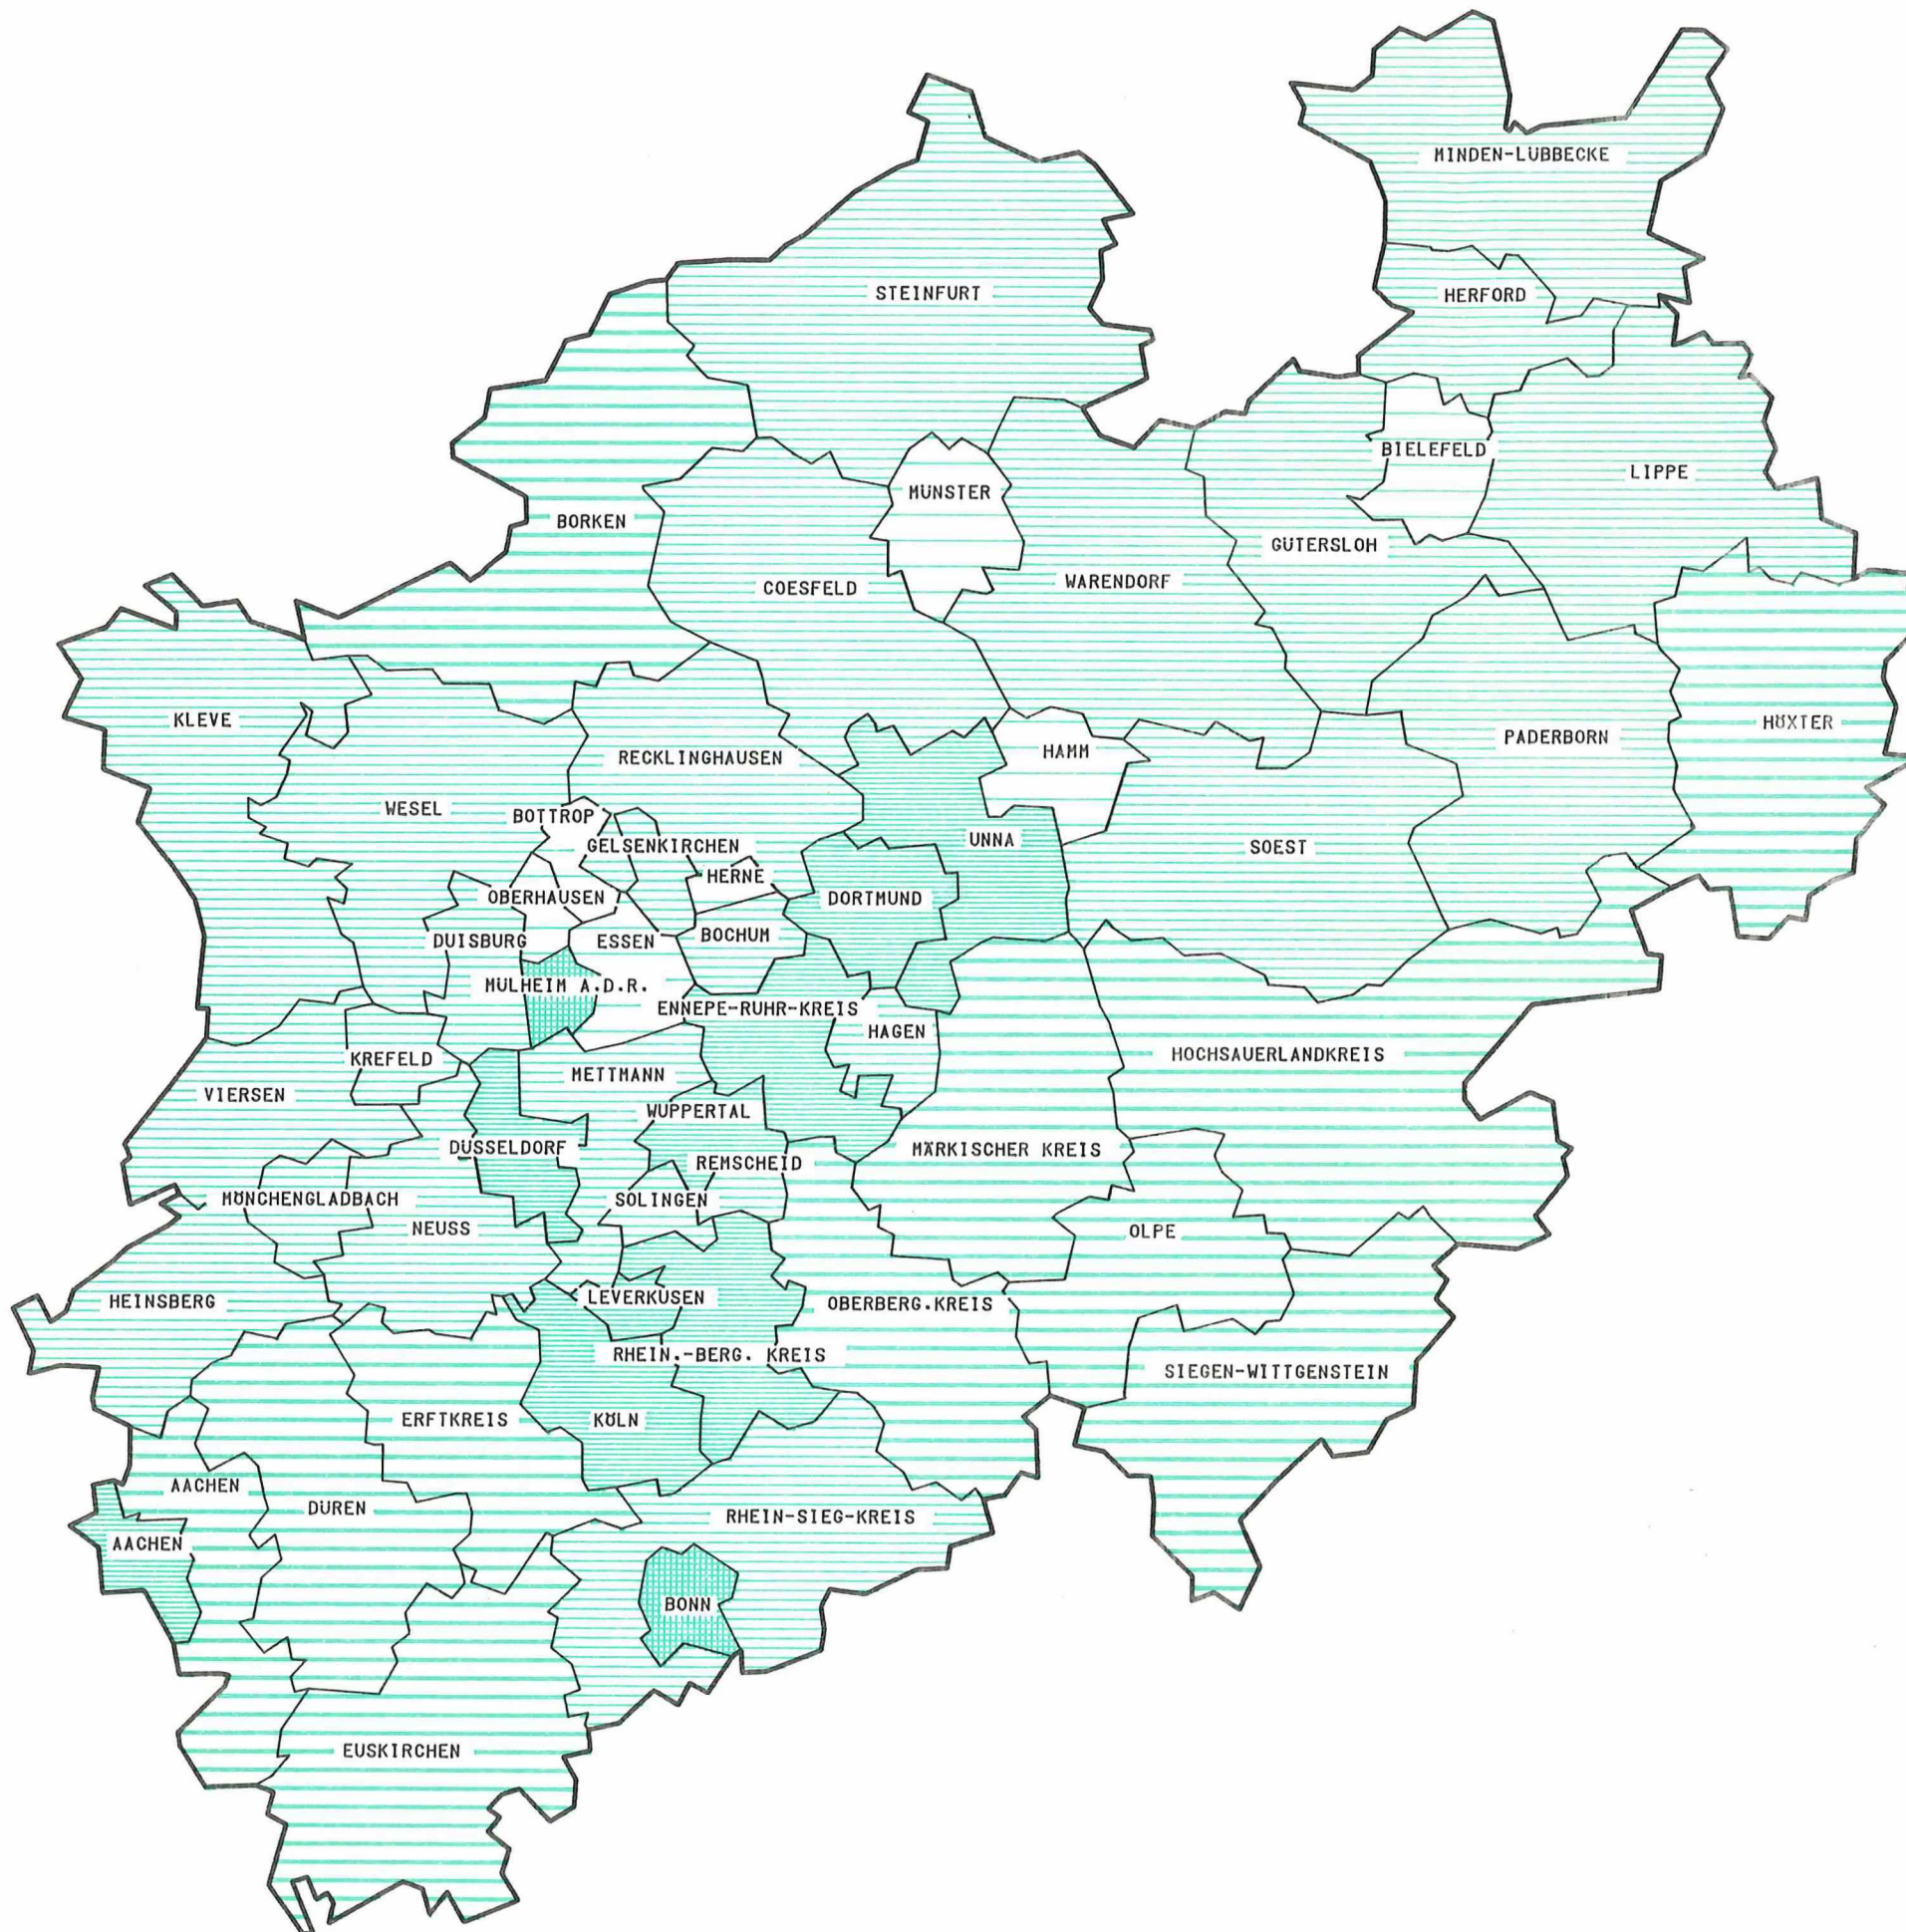 MINDEN-LÜBBECKE
STEINFURT
HERFORD
BIELEFELD
LIPPE
MÜNSTER
BORKEN
GÜTERSLOH
COESFELD
WARENDORF
KLEVE
HÖXTER
PADERBORN
HAMM
RECKLINGHAUSEN
WESEL
BOTTROP
UNNA
GELSENKIRCHEN
SOEST
HERNE
OBERHAUSEN
DORTMUND
DUISBURG
ESSEN
BOCHUM
MÜLHEIM A.D.R.
ENNEPE-RUHR-KREIS
HAGEN
KREFELD
HOCHSAUERLANDKREIS
METTMANN
VIERSEN
WUPPERTAL
DÜSSELDORF
MÄRKISCHER KREIS
REMSCHEID
MÖNCHENGLADBACH
SOLINGEN
NEUSS
OLPE
HEINSBERG
LEVERKUSEN
OBERBERG.KREIS
RHEIN.-BERG. KREIS
SIEGEN-WITTGENSTEIN
ERFTKREIS
KÖLN
AACHEN
DÜREN
RHEIN-SIEG-KREIS
AACHEN
BONN
EUSKIRCHEN